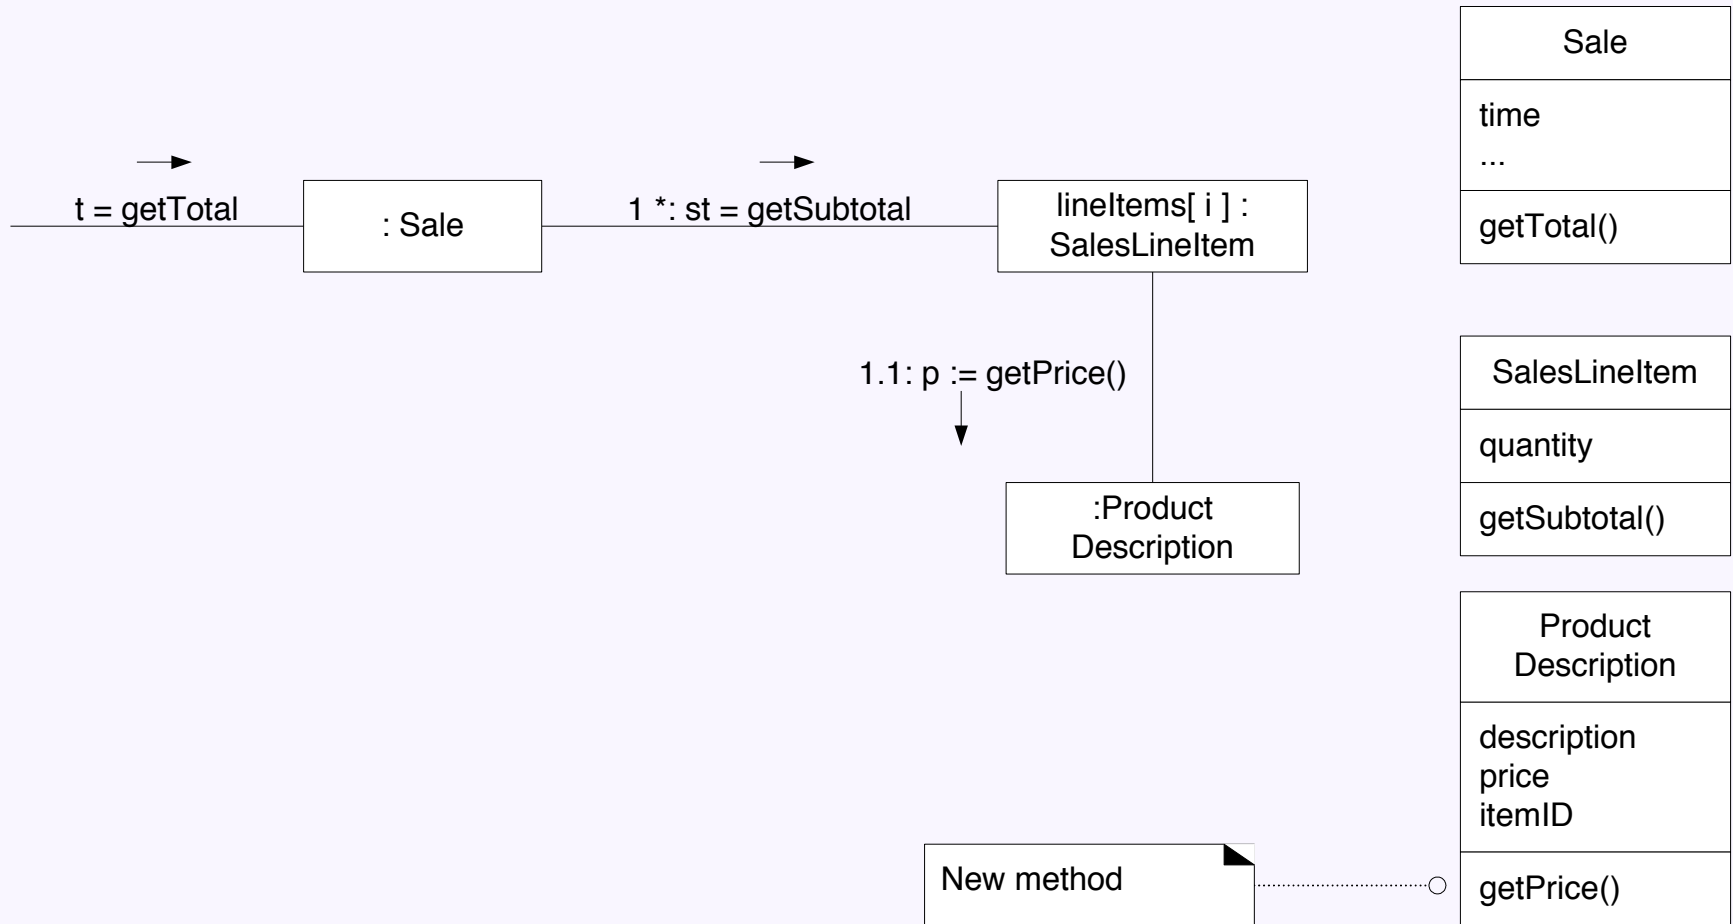 t = getTotal
: Sale
1 *: st = getSubtotal
lineItems[ i ] :
SalesLineItem
1.1: p := getPrice()
:Product
Description
New method
Sale
time
...
getTotal()
SalesLineItem
quantity
getSubtotal()
Product
Description
description
price
itemID
getPrice()